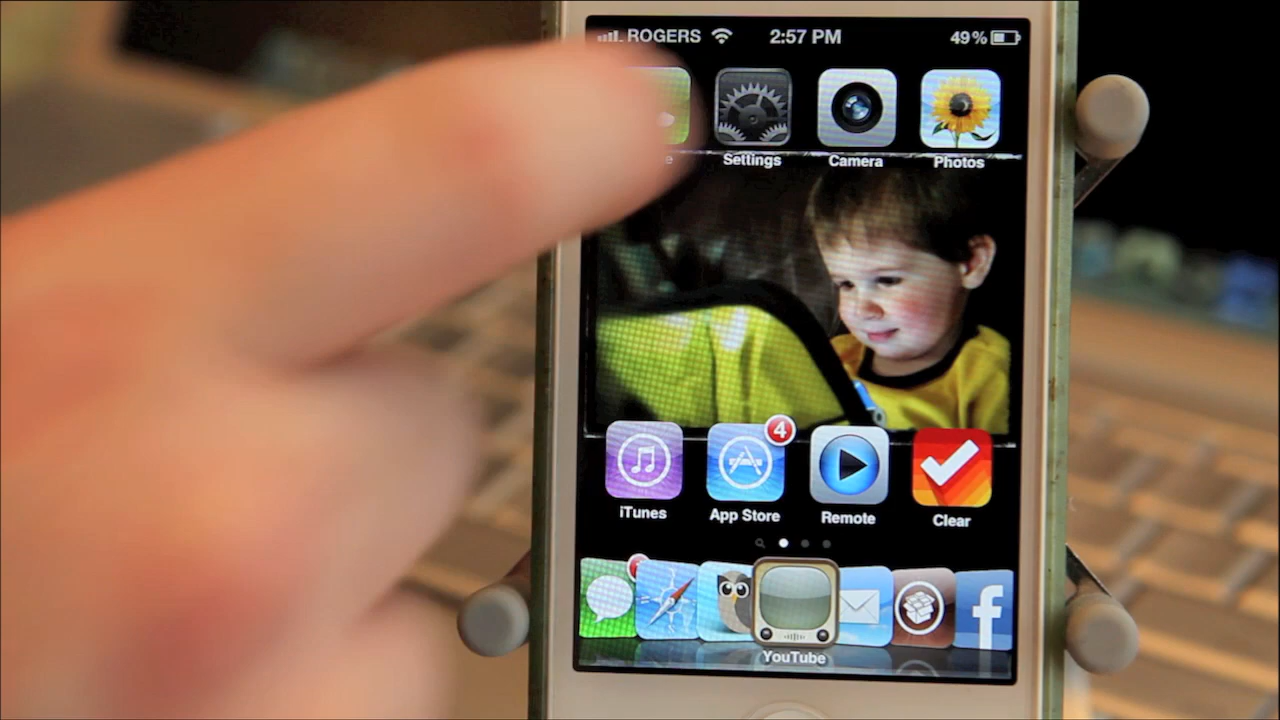 ROGERS 2:57 PM 49%
Settings Camera Photos
4
iTunes App Store Remote Clear
YouTube